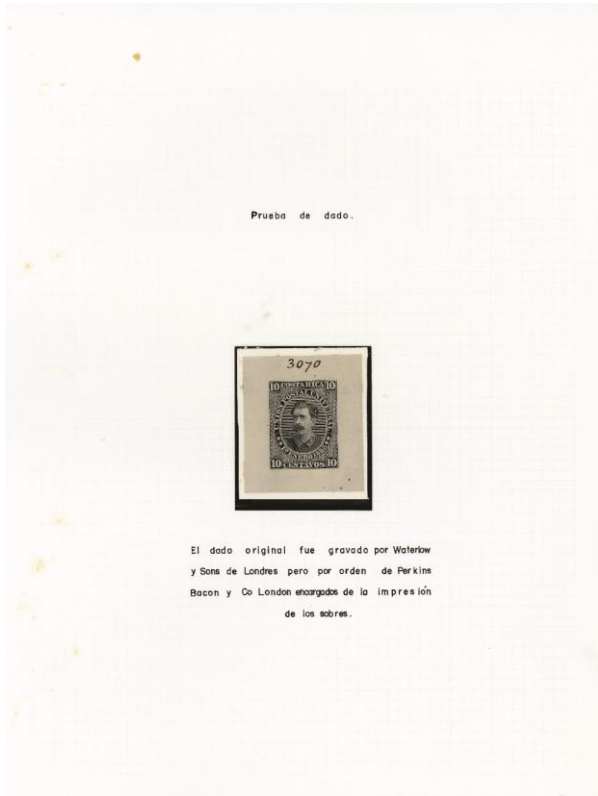 Prueba de dado.
3070
10 COSTA RICA 10
UNION POSTAL UNIVERSAL
10 CENTAVOS 10
El dado original fue gravado por Waterlow
y Sons de Londres pero por orden de Perkins
Bacon y Co London encargados de la impresión
de los sobres.